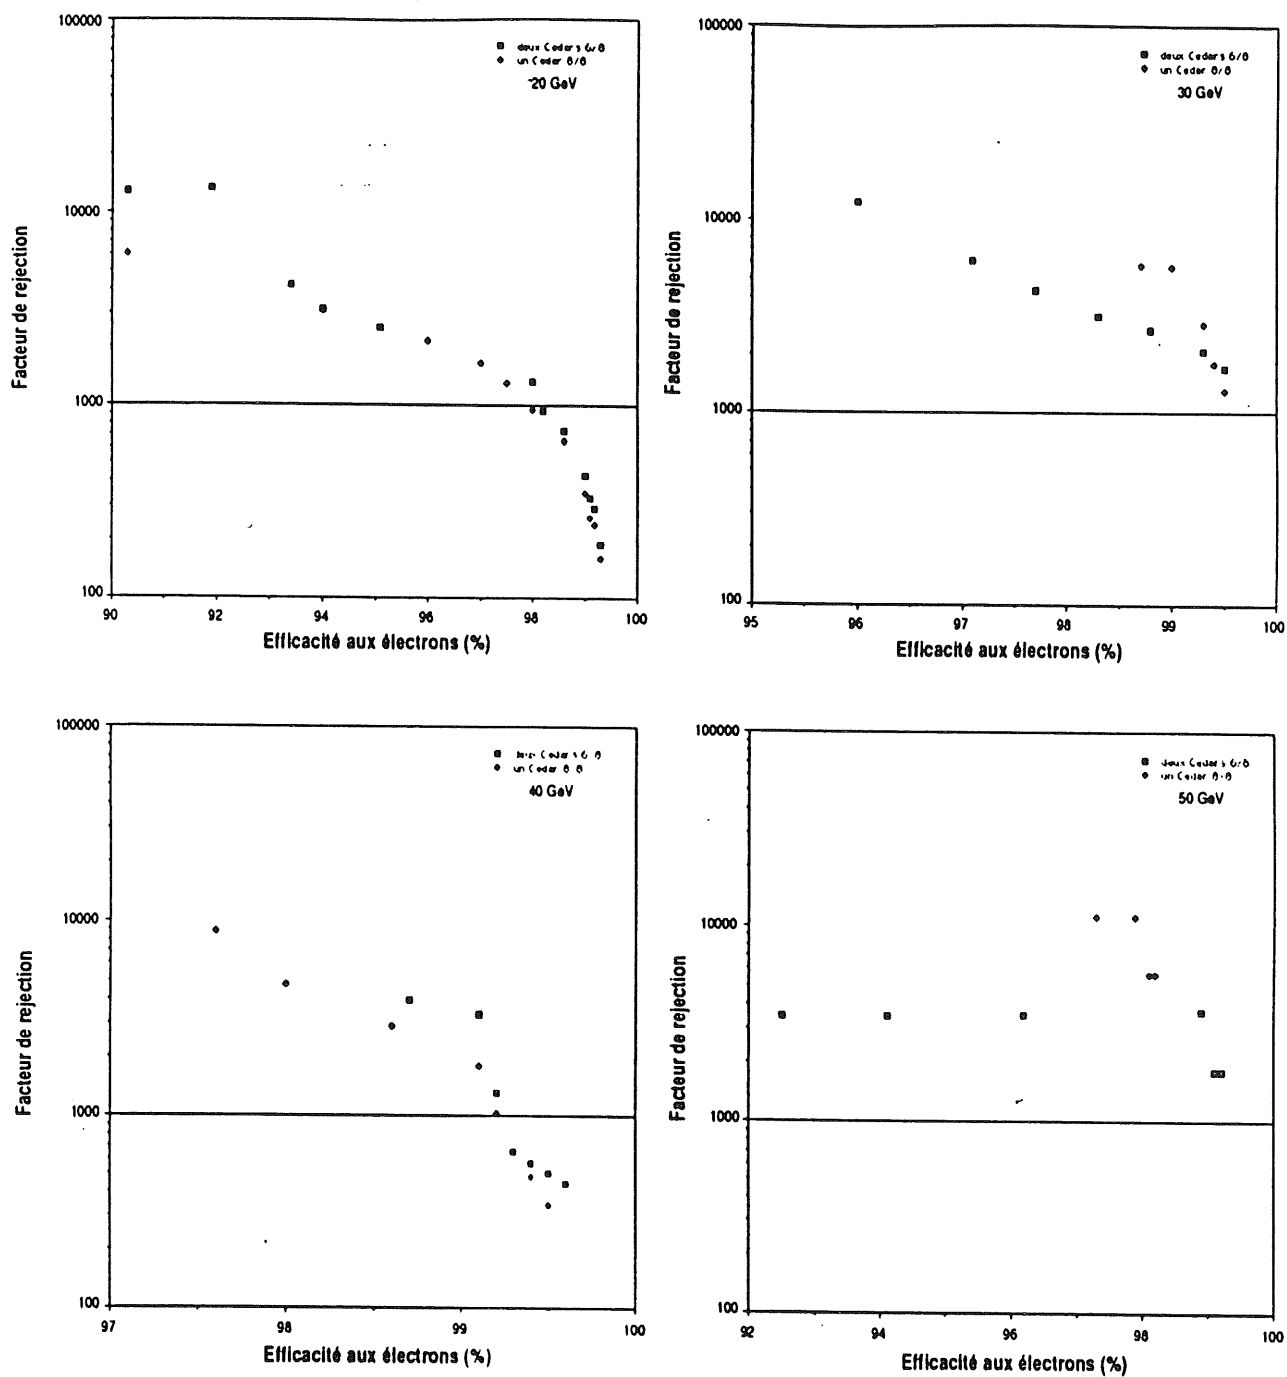 100000
10000
1000
100
90
92
94
96
98
100
deux Cedars 6/8
un Cedar 8/8
20 GeV
Facteur de rejection
Efficacité aux électrons (%)
100000
10000
1000
100
95
96
97
98
99
100
deux Cedars 6/8
un Cedar 8/8
30 GeV
Facteur de rejection
Efficacité aux électrons (%)
100000
10000
1000
100
97
98
99
100
deux Cedars 6/8
un Cedar 8/8
40 GeV
Facteur de rejection
Efficacité aux électrons (%)
100000
10000
1000
100
92
94
96
98
100
deux Cedars 6/8
un Cedar 8/8
50 GeV
Facteur de rejection
Efficacité aux électrons (%)